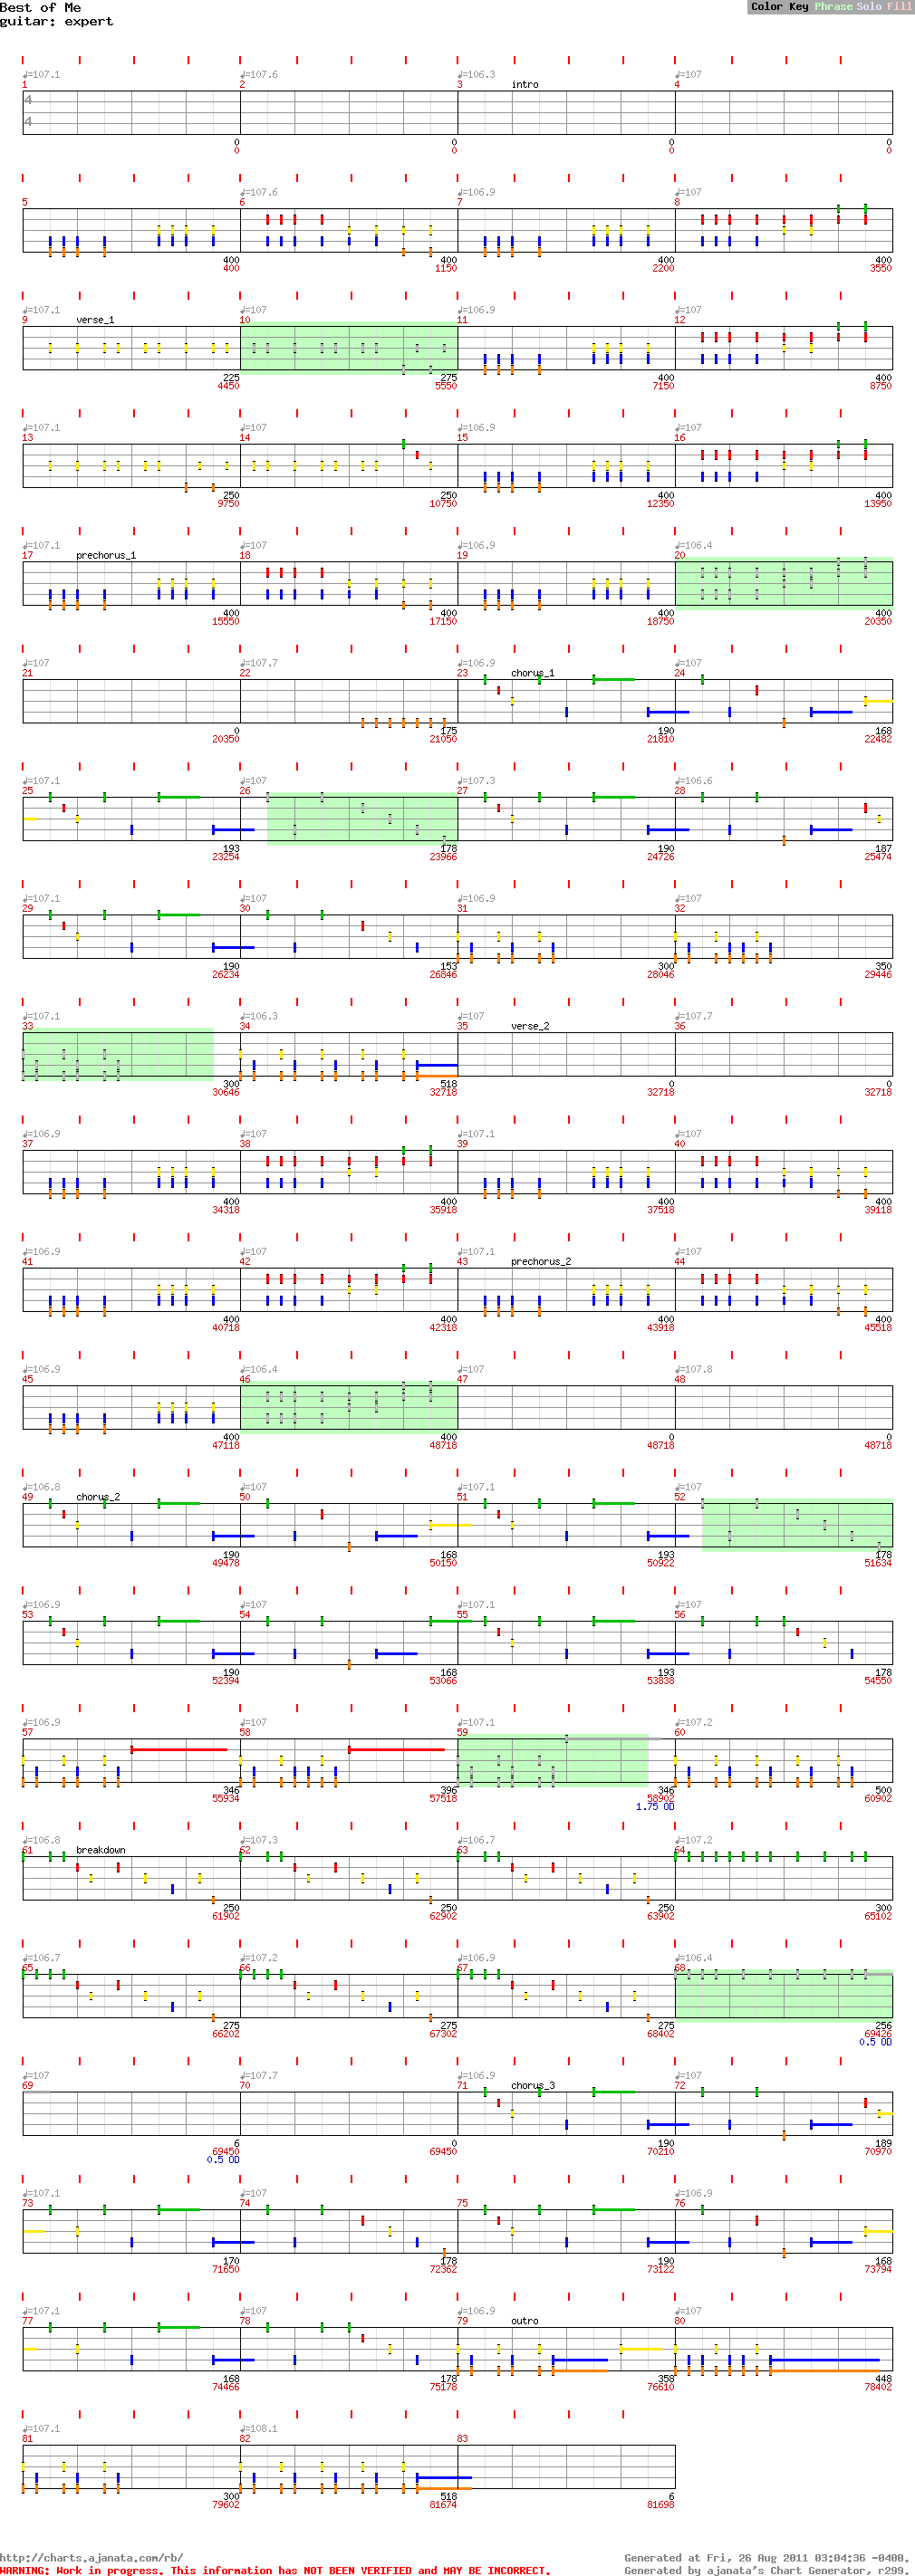 Best of Me
guitar: expert
Color Key Phrase Solo Fill
♩=107.1 ♩=107.6 ♩=106.3 ♩=107
1 2 3 intro 4
4
4
0 0 0 0
0 0 0 0
♩=107.6 ♩=106.9 ♩=107
5 6 7 8
400 400 400 400
400 1150 2200 3550
♩=107.1 ♩=107 ♩=106.9 ♩=107
9 verse_1 10 11 12
225 275 400 400
4450 5550 7150 8750
♩=107.1 ♩=107 ♩=106.9 ♩=107
13 14 15 16
250 250 400 400
9750 10750 12350 13950
♩=107.1 ♩=107 ♩=106.9 ♩=106.4
17 prechorus_1 18 19 20
400 400 400 400
15550 17150 18750 20350
♩=107 ♩=107.7 ♩=106.9 ♩=107
21 22 23 chorus_1 24
0 175 190 168
20350 21050 21810 22482
♩=107.1 ♩=107 ♩=107.3 ♩=106.6
25 26 27 28
193 178 190 187
23254 23966 24726 25474
♩=107.1 ♩=107 ♩=106.9 ♩=107
29 30 31 32
190 153 300 350
26234 26846 28046 29446
♩=107.1 ♩=106.3 ♩=107 ♩=107.7
33 34 35 verse_2 36
300 518 0 0
30646 32718 32718 32718
♩=106.9 ♩=107 ♩=107.1 ♩=107
37 38 39 40
400 400 400 400
34318 35918 37518 39118
♩=106.9 ♩=107 ♩=107.1 ♩=107
41 42 43 prechorus_2 44
400 400 400 400
40718 42318 43918 45518
♩=106.9 ♩=106.4 ♩=107 ♩=107.8
45 46 47 48
400 400 0 0
47118 48718 48718 48718
♩=106.8 ♩=107 ♩=107.1 ♩=107
49 chorus_2 50 51 52
190 168 193 178
49478 50150 50922 51634
♩=106.9 ♩=107 ♩=107.1 ♩=107
53 54 55 56
190 168 193 178
52394 53066 53838 54550
♩=106.9 ♩=107 ♩=107.1 ♩=107.2
57 58 59 60
346 396 346 500
55934 57518 58902 60902
1.75 OD
♩=106.8 ♩=107.3 ♩=106.7 ♩=107.2
61 breakdown 62 63 64
250 250 250 300
61902 62902 63902 65102
♩=106.7 ♩=107.2 ♩=106.9 ♩=106.4
65 66 67 68
275 275 275 256
66202 67302 68402 69426
0.5 OD
♩=107 ♩=107.7 ♩=106.9 ♩=107
69 70 71 chorus_3 72
6 0 190 189
69450 69450 70210 70970
0.5 OD
♩=107.1 ♩=107 ♩=106.9
73 74 75 76
170 178 190 168
71650 72362 73122 73794
♩=107.1 ♩=107 ♩=106.9 ♩=107
77 78 79 outro 80
168 178 358 448
74466 75178 76610 78402
♩=107.1 ♩=108.1
81 82 83
300 518 6
79602 81674 81698
http://charts.ajanata.com/rb/
Generated at Fri, 26 Aug 2011 03:04:36 -0400.
WARNING: Work in progress. This information has NOT BEEN VERIFIED and MAY BE INCORRECT.
Generated by ajanata's Chart Generator, r299.